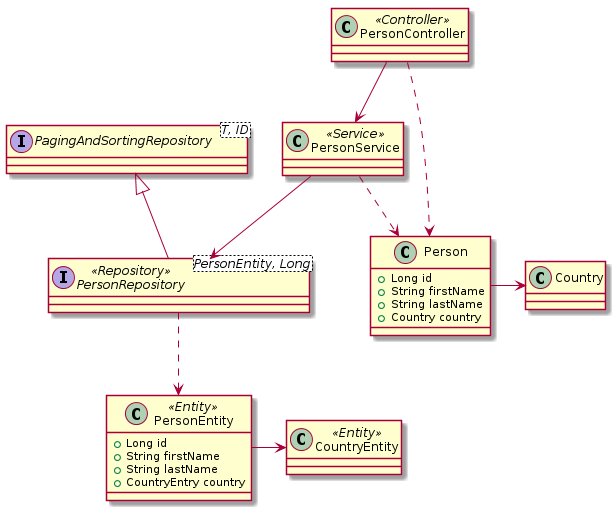 C
«Controller»
PersonController
T, ID
I
PagingAndSortingRepository
C
«Service»
PersonService
PersonEntity, Long
I
«Repository»
PersonRepository
C
Person
Long id
String firstName
String lastName
Country country
C
Country
C
«Entity»
PersonEntity
Long id
String firstName
String lastName
CountryEntry country
C
«Entity»
CountryEntity